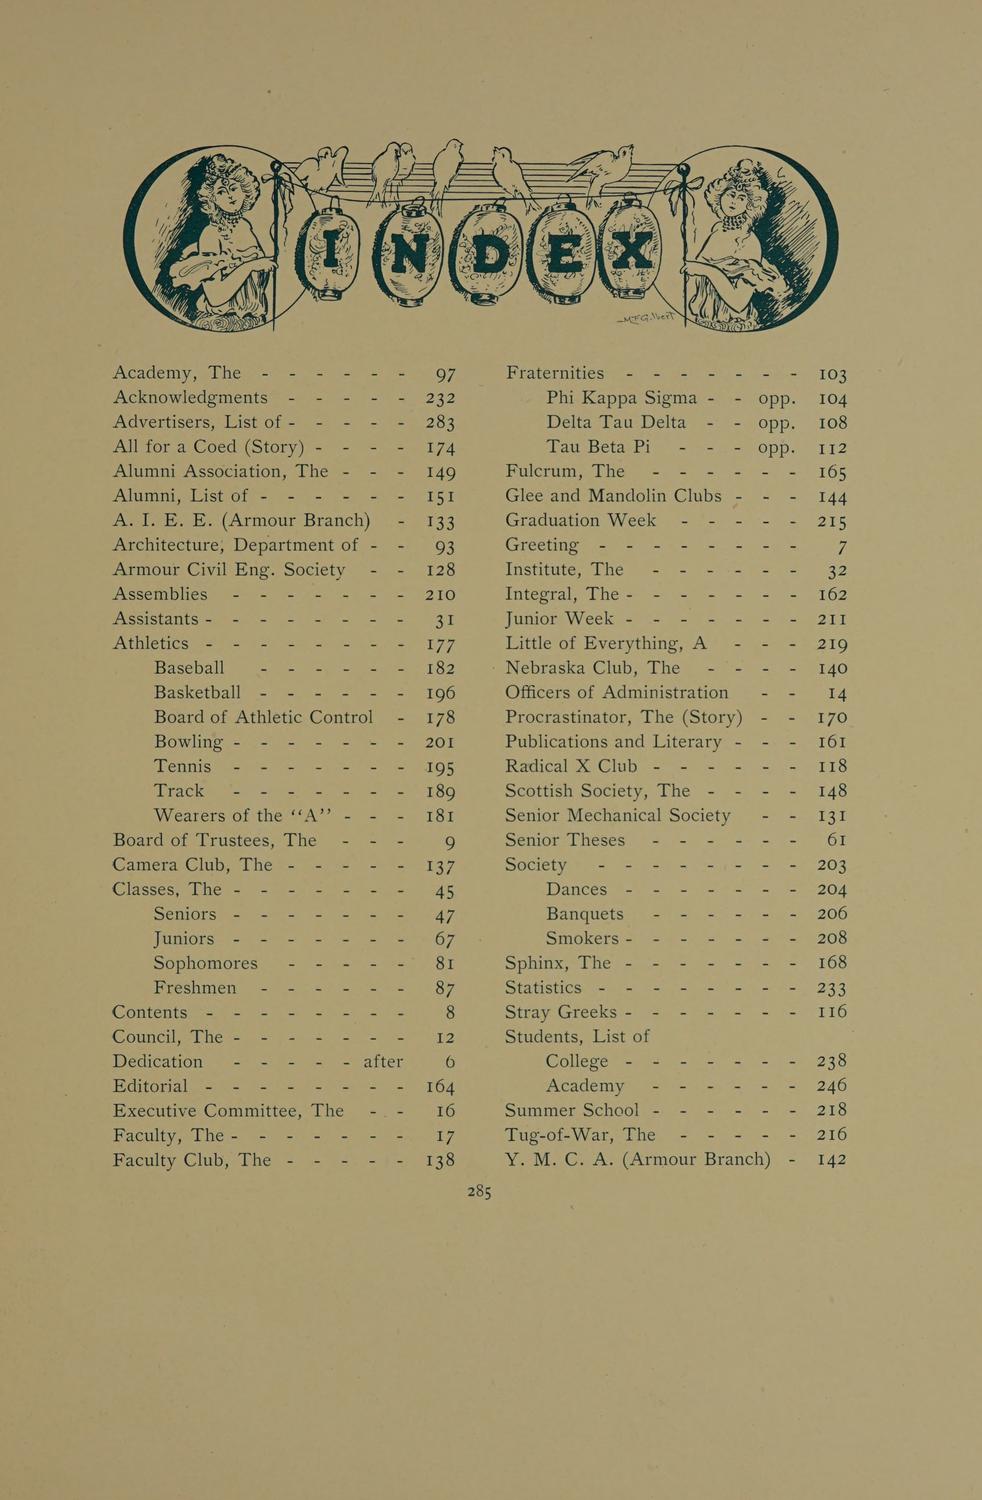 INDEX
McFGilbert
Academy, The - - - - - - 97
Acknowledgments - - - - - 232
Advertisers, List of - - - - - 283
All for a Coed (Story) - - - - 174
Alumni Association, The - - - 149
Alumni, List of - - - - - - 151
A. I. E. E. (Armour Branch) - 133
Architecture, Department of - - 93
Armour Civil Eng. Society - - 128
Assemblies - - - - - - - 210
Assistants - - - - - - - - 31
Athletics - - - - - - - - 177
Baseball - - - - - - 182
Basketball - - - - - - 196
Board of Athletic Control - 178
Bowling - - - - - - - 201
Tennis - - - - - - - 195
Track - - - - - - - 189
Wearers of the "A" - - - 181
Board of Trustees, The - - - 9
Camera Club, The - - - - - 137
Classes, The - - - - - - - 45
Seniors - - - - - - - 47
Juniors - - - - - - - 67
Sophomores - - - - - 81
Freshmen - - - - - - 87
Contents - - - - - - - - 8
Council, The - - - - - - - 12
Dedication - - - - - after 6
Editorial - - - - - - - - 164
Executive Committee, The - - 16
Faculty, The - - - - - - - 17
Faculty Club, The - - - - - 138
Fraternities - - - - - - - 103
Phi Kappa Sigma - - opp. 104
Delta Tau Delta - - opp. 108
Tau Beta Pi - - - opp. 112
Fulcrum, The - - - - - - 165
Glee and Mandolin Clubs - - - 144
Graduation Week - - - - - 215
Greeting - - - - - - - - 7
Institute, The - - - - - - 32
Integral, The - - - - - - - 162
Junior Week - - - - - - - 211
Little of Everything, A - - - 219
Nebraska Club, The - - - - 140
Officers of Administration - - 14
Procrastinator, The (Story) - - 170
Publications and Literary - - - 161
Radical X Club - - - - - - 118
Scottish Society, The - - - - 148
Senior Mechanical Society - - 131
Senior Theses - - - - - - 61
Society - - - - - - - - 203
Dances - - - - - - - 204
Banquets - - - - - - 206
Smokers - - - - - - - 208
Sphinx, The - - - - - - - 168
Statistics - - - - - - - - 233
Stray Greeks - - - - - - - 116
Students, List of
College - - - - - - - 238
Academy - - - - - - 246
Summer School - - - - - - 218
Tug-of-War, The - - - - - 216
Y. M. C. A. (Armour Branch) - 142
285